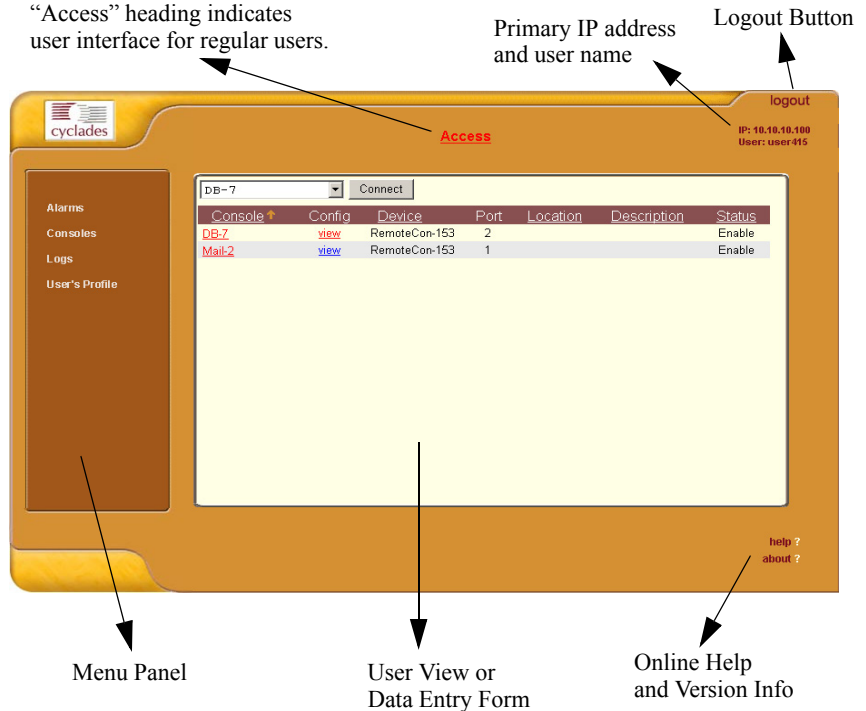 “Access” heading indicates
user interface for regular users.
Primary IP address
and user name
Logout Button
logout
cyclades
Access
IP: 10.10.10.100
User: user415
Alarms
Consoles
Logs
User's Profile
DB-7 Connect
Console Config Device Port Location Description Status
DB-7 view RemoteCon-153 2 Enable
Mail-2 view RemoteCon-153 1 Enable
help ?
about ?
Menu Panel
User View or
Data Entry Form
Online Help
and Version Info